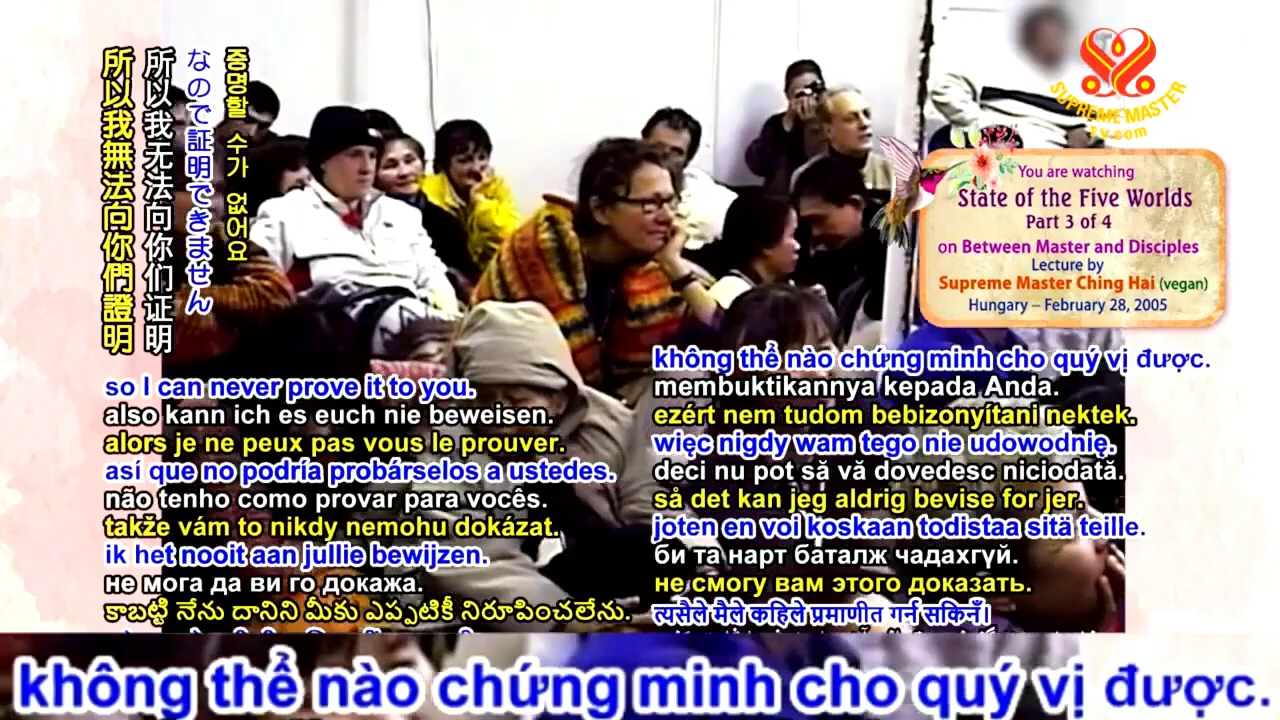 所以我無法向你們證明
所以我无法向你们证明
なので証明できません
증명할 수가 없어요
SUPREME MASTER
TV.com
You are watching
State of the Five Worlds
Part 3 of 4
on Between Master and Disciples
Lecture by
Supreme Master Ching Hai (vegan)
Hungary – February 28, 2005
so I can never prove it to you.
also kann ich es euch nie beweisen.
alors je ne peux pas vous le prouver.
así que no podría probárselos a ustedes.
não tenho como provar para vocês.
takže vám to nikdy nemohu dokázat.
ik het nooit aan jullie bewijzen.
не мога да ви го докажа.
కాబట్టి నేను దానిని మీకు ఎప్పటికీ నిరూపించలేను.
không thể nào chứng minh cho quý vị được.
membuktikannya kepada Anda.
ezért nem tudom bebizonyítani nektek.
więc nigdy wam tego nie udowodnię.
deci nu pot să vă dovedesc niciodată.
så det kan jeg aldrig bevise for jer.
joten en voi koskaan todistaa sitä teille.
би та нарт баталж чадахгүй.
не смогу вам этого доказать.
त्यसैले मैले कहिले प्रमाणीत गर्न सकिनँ।
không thể nào chứng minh cho quý vị được.